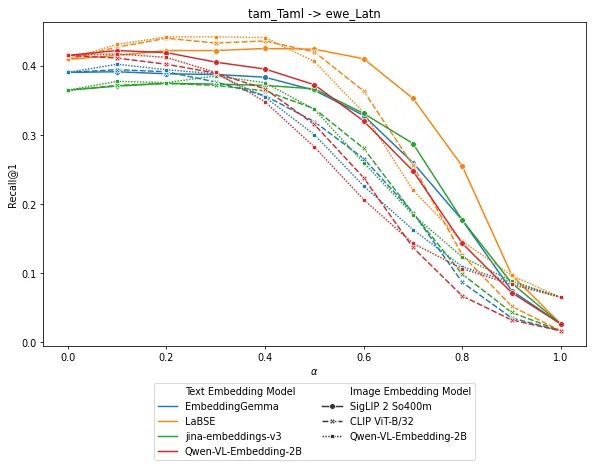 tam_Taml -> ewe_Latn
Recall@1
0.4
0.3
0.2
0.1
0.0
0.0 0.2 0.4 0.6 0.8 1.0
α
Text Embedding Model Image Embedding Model
EmbeddingGemma SigLIP 2 So400m
LaBSE CLIP ViT-B/32
jina-embeddings-v3 Qwen-VL-Embedding-2B
Qwen-VL-Embedding-2B